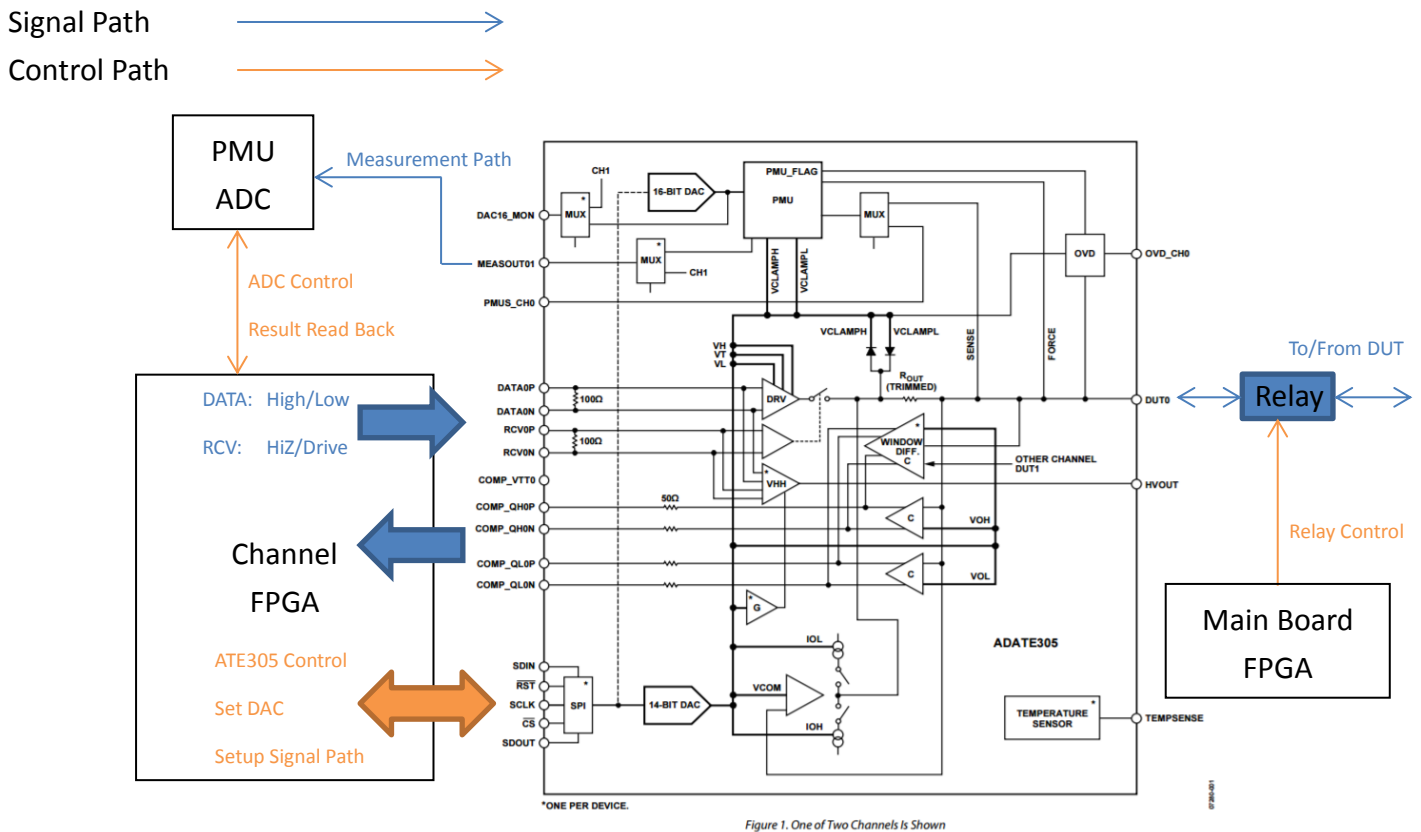 Signal Path
Control Path
PMU
ADC
Measurement Path
ADC Control
Result Read Back
DATA: High/Low
RCV: HiZ/Drive
Channel
FPGA
ATE305 Control
Set DAC
Setup Signal Path
DAC16_MON
MEASOUT01
PMUS_CH0
DATA0P
DATA0N
RCV0P
RCV0N
COMP_VTT0
COMP_QH0P
COMP_QH0N
COMP_QL0P
COMP_QL0N
SDIN
RST
SCLK
CS
SDOUT
CH1
*
MUX
16-BIT DAC
PMU_FLAG
PMU
MUX
*
MUX
CH1
VCLAMPH
VCLAMPL
OVD
OVD_CH0
VCLAMPH
VCLAMPL
SENSE
FORCE
VH
VT
VL
ROUT
(TRIMMED)
100Ω
DRV
DUT0
100Ω
*
WINDOW
DIFF.
C
OTHER CHANNEL
DUT1
*
VHH
HVOUT
50Ω
C
VOH
C
VOL
*
G
IOL
ADATE305
*
SPI
14-BIT DAC
VCOM
IOH
TEMPERATURE
SENSOR
*
TEMPSENSE
To/From DUT
Relay
Relay Control
Main Board
FPGA
*ONE PER DEVICE.
07280-001
Figure 1. One of Two Channels Is Shown